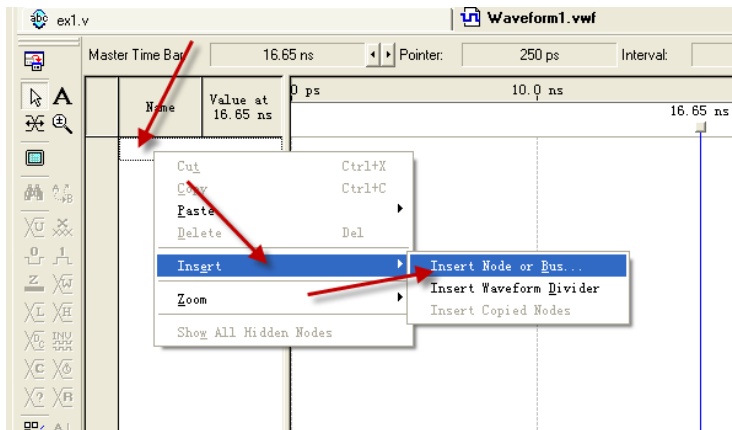 abc ex1.v
Waveform1.vwf
Master Time Bar: 16.65 ns Pointer: 250 ps Interval:
Name
Value at
16.65 ns
0 ps
10.0 ns
16.65 ns
A
Cut Ctrl+X
Copy Ctrl+C
Paste
Delete Del
Insert
Insert Node or Bus...
Insert Waveform Divider
Insert Copied Nodes
Zoom
Show All Hidden Nodes